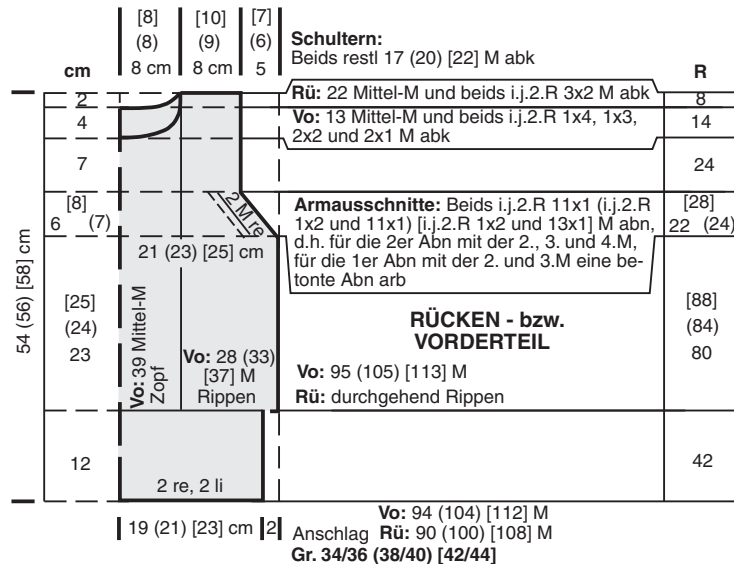 [8] [10] [7]
(8) (9) (6)
8 cm 8 cm 5
Schultern:
Beids restl 17 (20) [22] M abk
cm
R
2
Rü: 22 Mittel-M und beids i.j.2.R 3x2 M abk
8
4
Vo: 13 Mittel-M und beids i.j.2.R 1x4, 1x3,
2x2 und 2x1 M abk
14
7
24
[8]
6 (7)
2 M re
21 (23) [25] cm
Armausschnitte: Beids i.j.2.R 11x1 (i.j.2.R
1x2 und 11x1) [i.j.2.R 1x2 und 13x1] M abn,
d.h. für die 2er Abn mit der 2., 3. und 4.M,
für die 1er Abn mit der 2. und 3.M eine be-
tonte Abn arb
[28]
22 (24)
54 (56) [58] cm
[25]
(24)
23
Vo: 39 Mittel-M
Zopf
Vo: 28 (33)
[37] M
Rippen
RÜCKEN - bzw.
VORDERTEIL
Vo: 95 (105) [113] M
Rü: durchgehend Rippen
[88]
(84)
80
12
2 re, 2 li
42
19 (21) [23] cm 2
Vo: 94 (104) [112] M
Anschlag Rü: 90 (100) [108] M
Gr. 34/36 (38/40) [42/44]